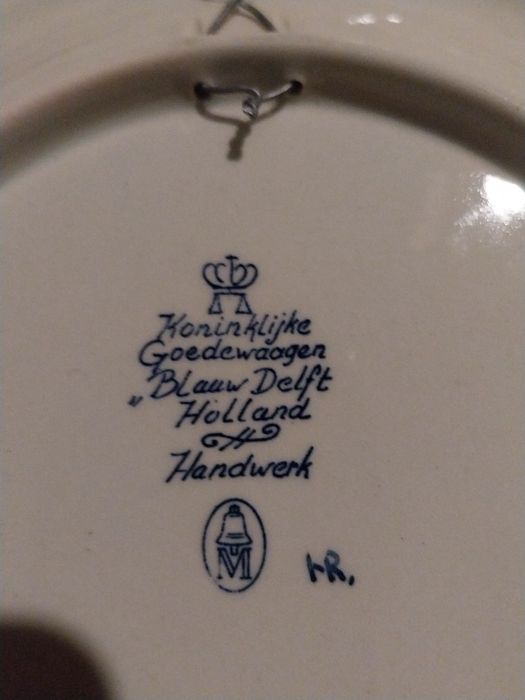 Koninklijke
Goedewaagen
„Blauw Delft
Holland
H
Handwerk
M
HR.